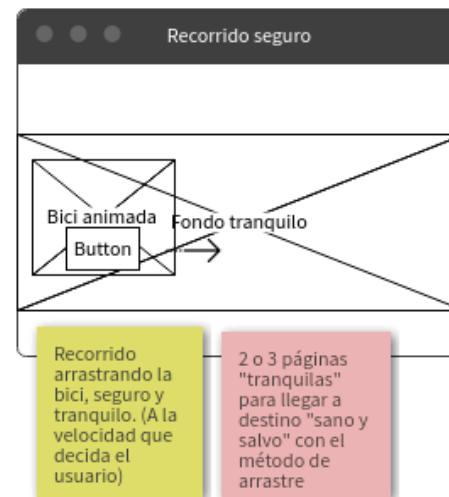 Recorrido seguro
Bici animada
Fondo tranquilo
Button
Recorrido
arrastrando la
bici, seguro y
tranquilo. (A la
velocidad que
decida el
usuario)
2 o 3 páginas
"tranquilas"
para llegar a
destino "sano y
salvo" con el
método de
arrastre